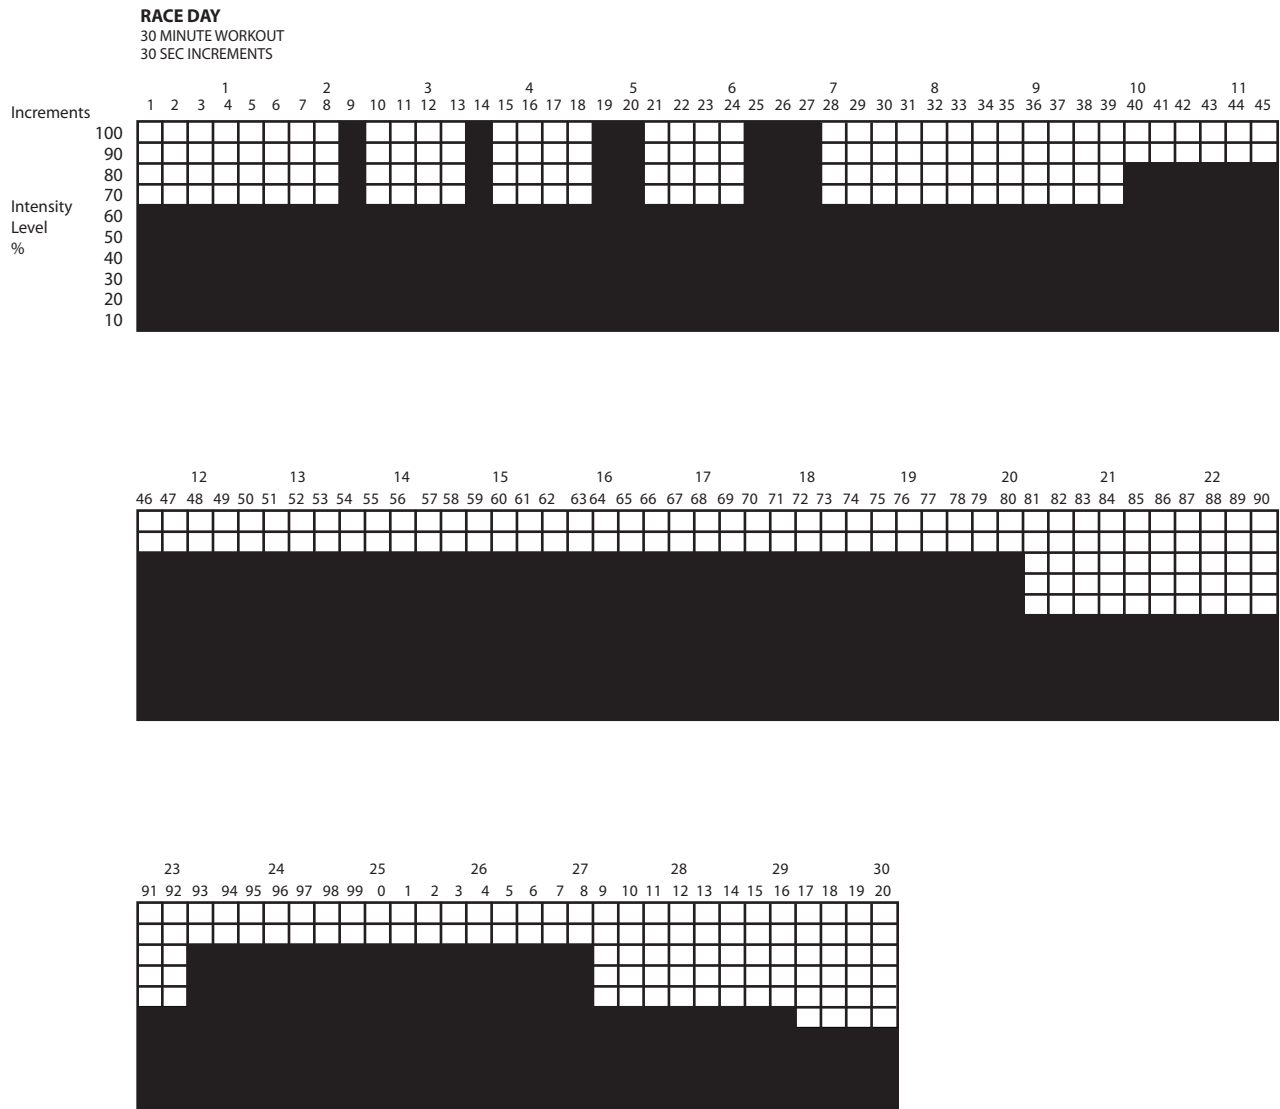 RACE DAY
30 MINUTE WORKOUT
30 SEC INCREMENTS
1 2 3 4 5 6 7 8 9 10 11
Increments 1 2 3 4 5 6 7 8 9 10 11 12 13 14 15 16 17 18 19 20 21 22 23 24 25 26 27 28 29 30 31 32 33 34 35 36 37 38 39 40 41 42 43 44 45
100
90
80
70
Intensity 60
Level 50
% 40
30
20
10
12 13 14 15 16 17 18 19 20 21 22
46 47 48 49 50 51 52 53 54 55 56 57 58 59 60 61 62 63 64 65 66 67 68 69 70 71 72 73 74 75 76 77 78 79 80 81 82 83 84 85 86 87 88 89 90
23 24 25 26 27 28 29 30
91 92 93 94 95 96 97 98 99 0 1 2 3 4 5 6 7 8 9 10 11 12 13 14 15 16 17 18 19 20